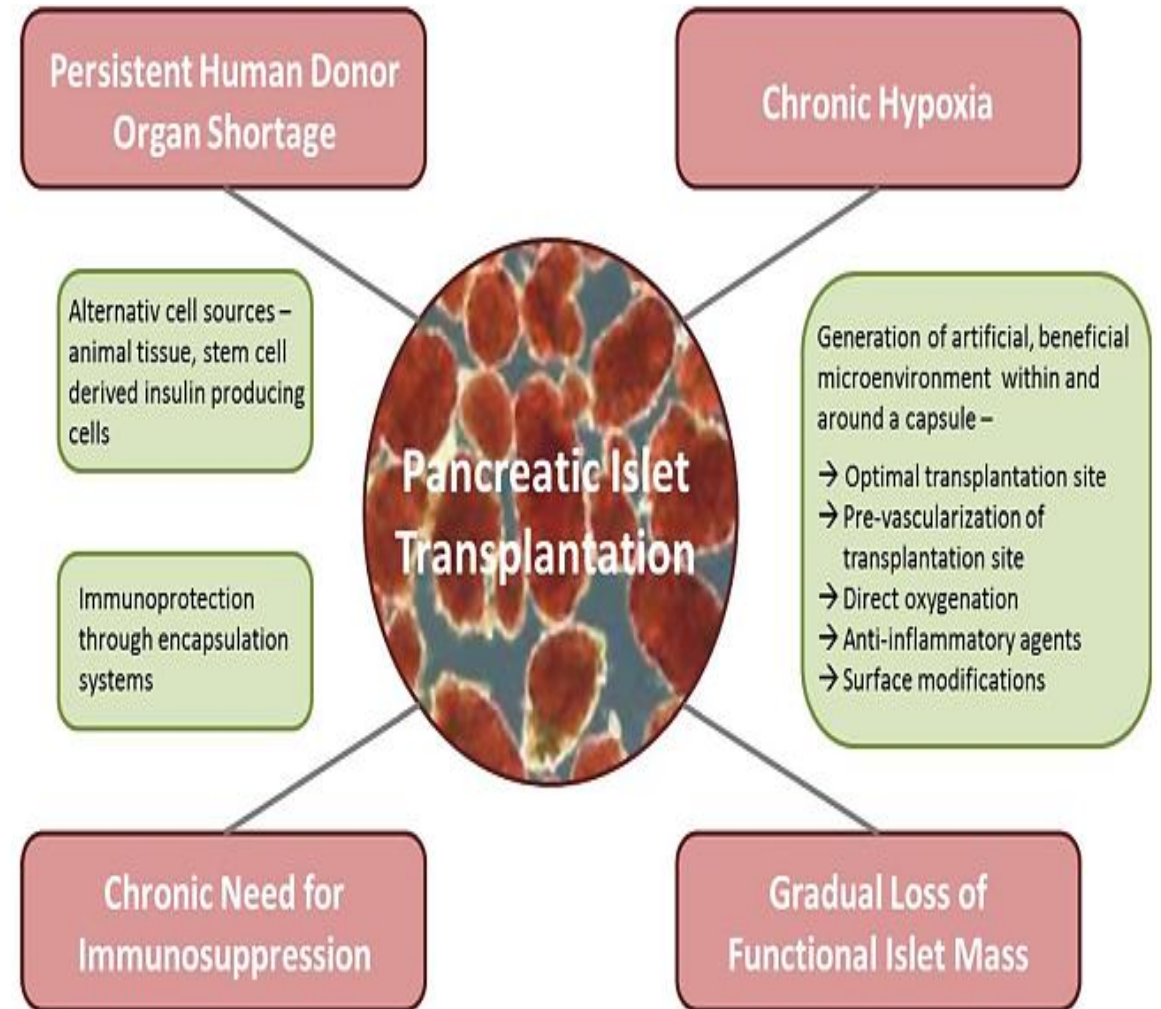 Persistent Human Donor
Organ Shortage
Chronic Hypoxia
Alternativ cell sources –
animal tissue, stem cell
derived insulin producing
cells
Generation of artificial, beneficial
microenvironment within and
around a capsule –
→ Optimal transplantation site
→ Pre-vascularization of
transplantation site
→ Direct oxygenation
→ Anti-inflammatory agents
→ Surface modifications
Pancreatic Islet
Transplantation
Immunoprotection
through encapsulation
systems
Chronic Need for
Immunosuppression
Gradual Loss of
Functional Islet Mass